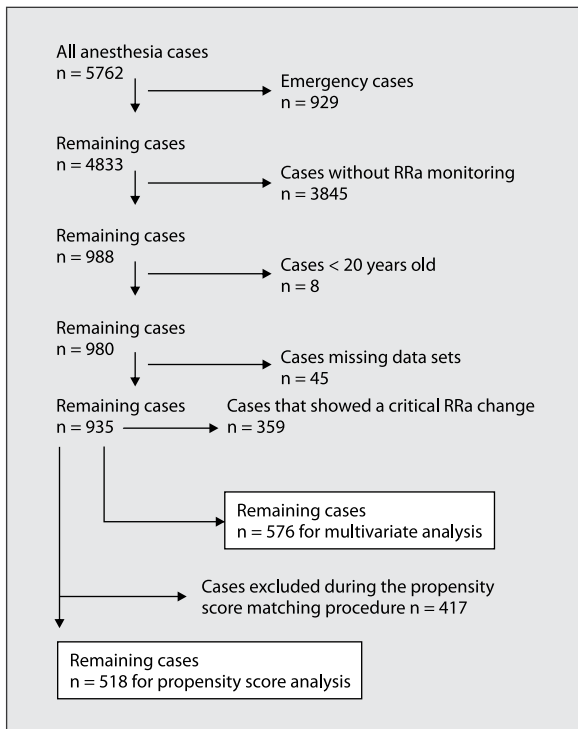 All anesthesia cases
n = 5762
Emergency cases
n = 929
Remaining cases
n = 4833
Cases without RRa monitoring
n = 3845
Remaining cases
n = 988
Cases < 20 years old
n = 8
Remaining cases
n = 980
Cases missing data sets
n = 45
Remaining cases
n = 935
Cases that showed a critical RRa change
n = 359
Remaining cases
n = 576 for multivariate analysis
Cases excluded during the propensity
score matching procedure n = 417
Remaining cases
n = 518 for propensity score analysis